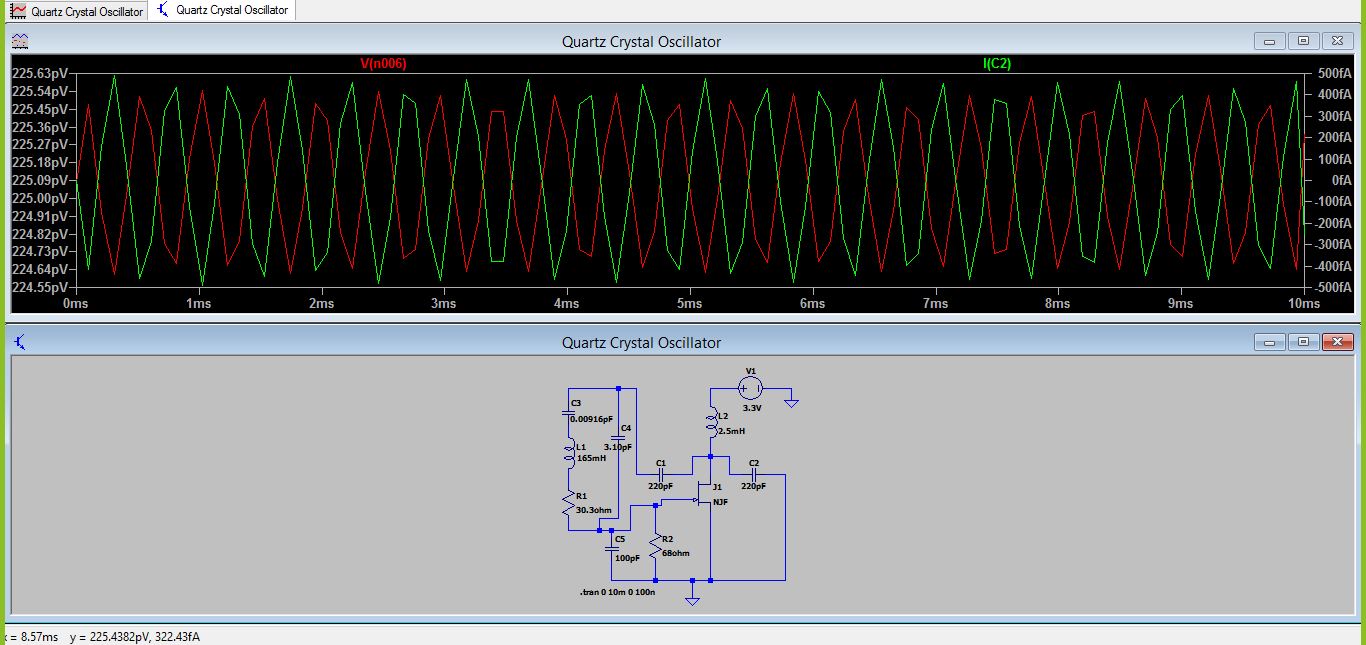 Quartz Crystal Oscillator
Quartz Crystal Oscillator
Quartz Crystal Oscillator
V(n006)
I(C2)
225.63pV
225.54pV
225.45pV
225.36pV
225.27pV
225.18pV
225.09pV
225.00pV
224.91pV
224.82pV
224.73pV
224.64pV
224.55pV
500fA
400fA
300fA
200fA
100fA
0fA
-100fA
-200fA
-300fA
-400fA
-500fA
0ms
1ms
2ms
3ms
4ms
5ms
6ms
7ms
8ms
9ms
10ms
Quartz Crystal Oscillator
V1
3.3V
C3
0.00916pF
C4
3.10pF
L2
2.5mH
L1
165mH
C1
220pF
C2
220pF
J1
NJF
R1
30.3ohm
C5
100pF
R2
68ohm
.tran 0 10m 0 100n
x = 8.57ms y = 225.4382pV, 322.43fA